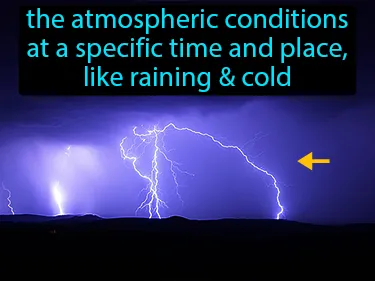 the atmospheric conditions
at a specific time and place,
like raining & cold